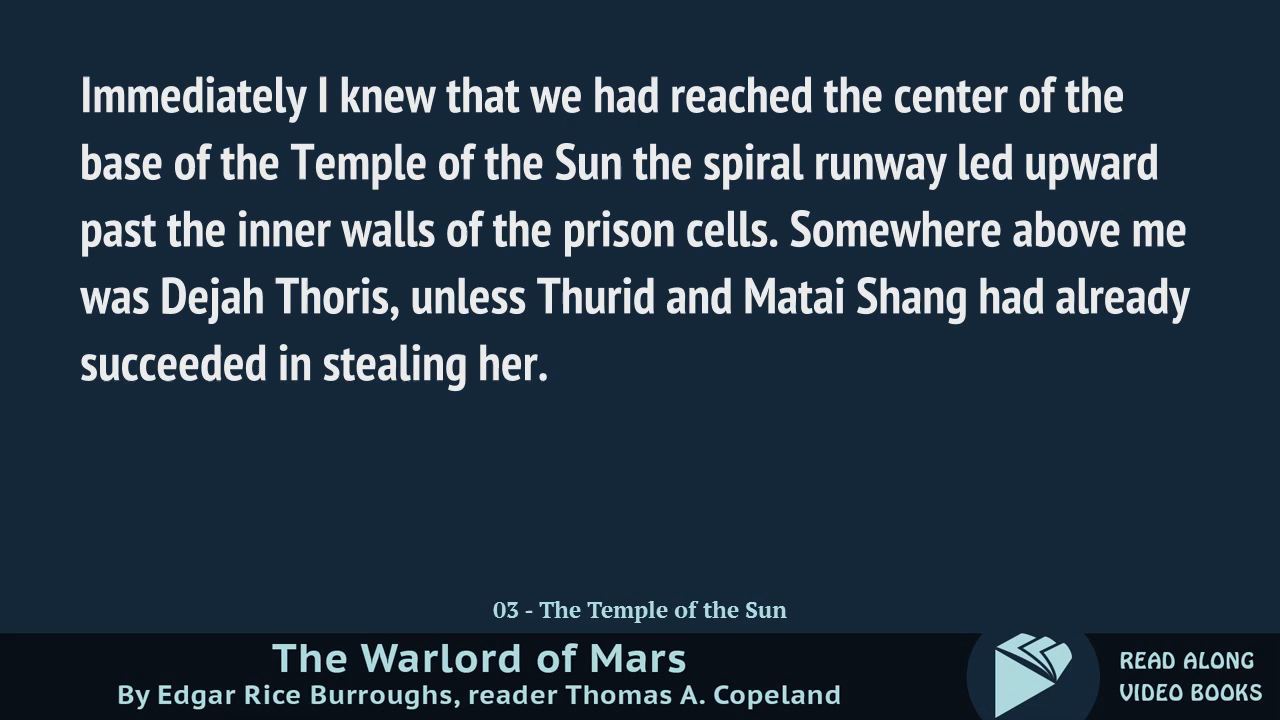 Immediately I knew that we had reached the center of the
base of the Temple of the Sun the spiral runway led upward
past the inner walls of the prison cells. Somewhere above me
was Dejah Thoris, unless Thurid and Matai Shang had already
succeeded in stealing her.
03 - The Temple of the Sun
The Warlord of Mars
By Edgar Rice Burroughs, reader Thomas A. Copeland
READ ALONG
VIDEO BOOKS